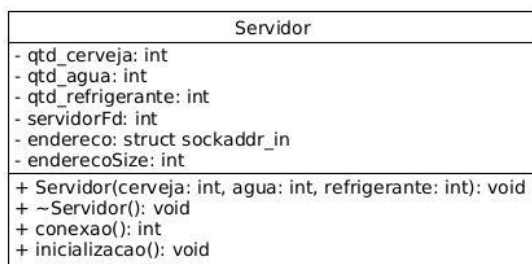 Servidor
- qtd_cerveja: int
- qtd_agua: int
- qtd_refrigerante: int
- servidorFd: int
- endereco: struct sockaddr_in
- enderecoSize: int
+ Servidor(cerveja: int, agua: int, refrigerante: int): void
+ ~Servidor(): void
+ conexao(): int
+ inicializacao(): void